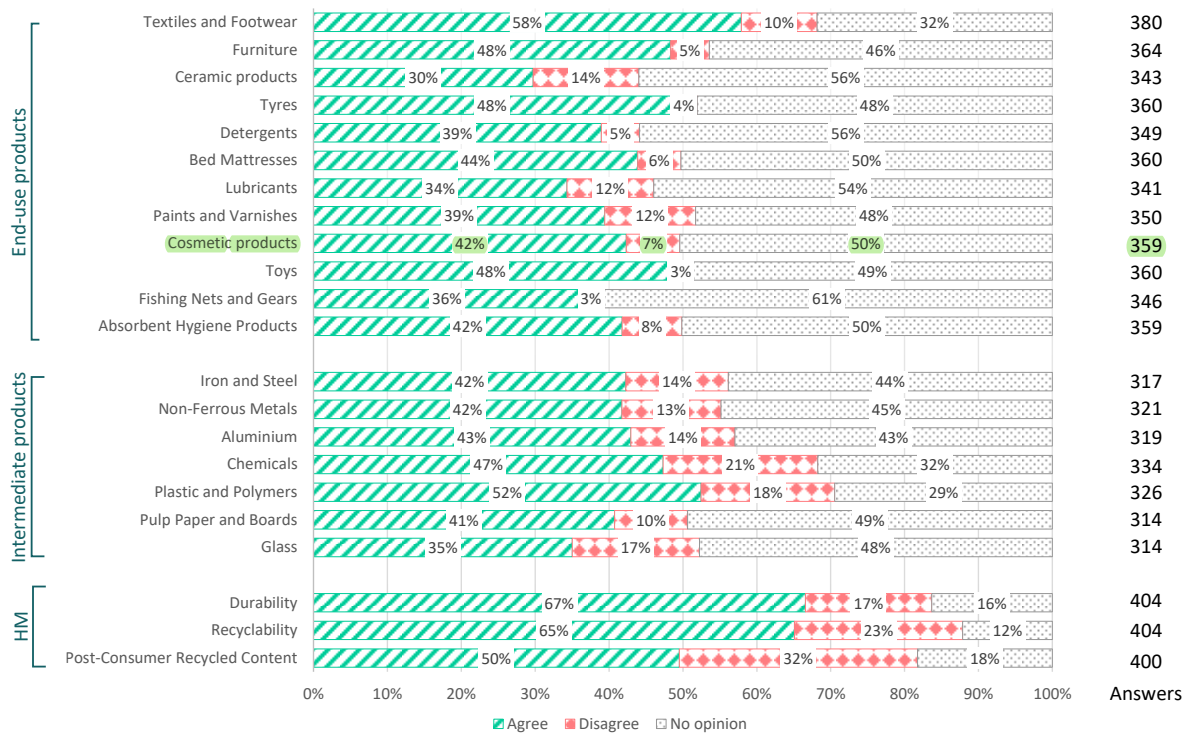 End-use products
Textiles and Footwear 58% 10% 32% 380
Furniture 48% 5% 46% 364
Ceramic products 30% 14% 56% 343
Tyres 48% 4% 48% 360
Detergents 39% 5% 56% 349
Bed Mattresses 44% 6% 50% 360
Lubricants 34% 12% 54% 341
Paints and Varnishes 39% 12% 48% 350
Cosmetic products 42% 7% 50% 359
Toys 48% 3% 49% 360
Fishing Nets and Gears 36% 3% 61% 346
Absorbent Hygiene Products 42% 8% 50% 359
Intermediate products
Iron and Steel 42% 14% 44% 317
Non-Ferrous Metals 42% 13% 45% 321
Aluminium 43% 14% 43% 319
Chemicals 47% 21% 32% 334
Plastic and Polymers 52% 18% 29% 326
Pulp Paper and Boards 41% 10% 49% 314
Glass 35% 17% 48% 314
HM
Durability 67% 17% 16% 404
Recyclability 65% 23% 12% 404
Post-Consumer Recycled Content 50% 32% 18% 400
0% 10% 20% 30% 40% 50% 60% 70% 80% 90% 100% Answers
Agree Disagree No opinion